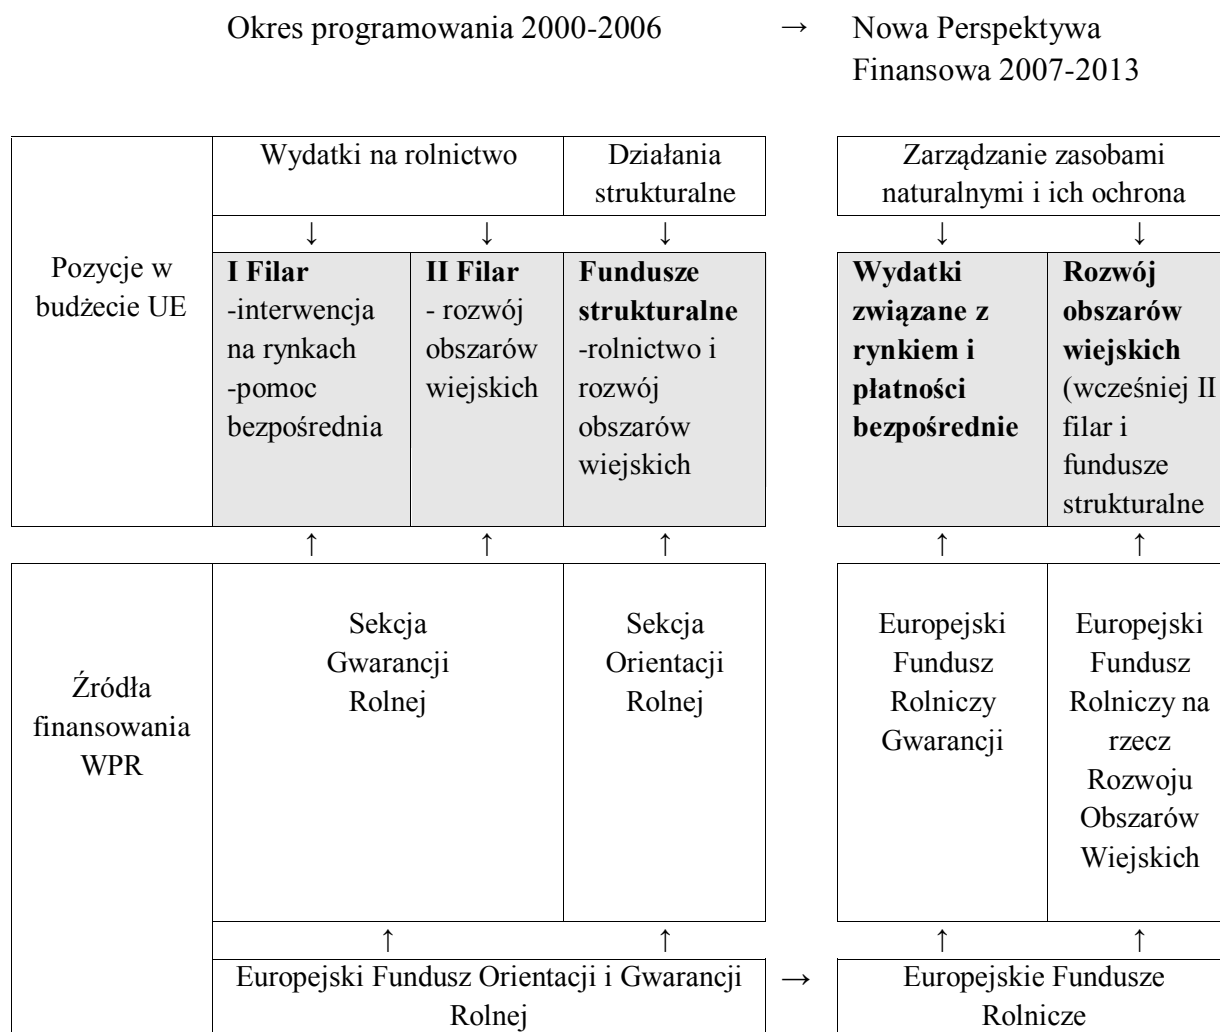 Okres programowania 2000-2006 → Nowa Perspektywa
Finansowa 2007-2013
Pozycje w
budżecie UE
Wydatki na rolnictwo
Działania
strukturalne
Zarządzanie zasobami
naturalnymi i ich ochrona
↓ ↓ ↓ ↓ ↓
I Filar
-interwencja
na rynkach
-pomoc
bezpośrednia
II Filar
- rozwój
obszarów
wiejskich
Fundusze
strukturalne
-rolnictwo i
rozwój
obszarów
wiejskich
Wydatki
związane z
rynkiem i
płatności
bezpośrednie
Rozwój
obszarów
wiejskich
(wcześniej II
filar i
fundusze
strukturalne
↑ ↑ ↑ ↑ ↑
Źródła
finansowania
WPR
Sekcja
Gwarancji
Rolnej
Sekcja
Orientacji
Rolnej
Europejski
Fundusz
Rolniczy
Gwarancji
Europejski
Fundusz
Rolniczy na
rzecz
Rozwoju
Obszarów
Wiejskich
↑ ↑ ↑ ↑
Europejski Fundusz Orientacji i Gwarancji
Rolnej
→
Europejskie Fundusze
Rolnicze